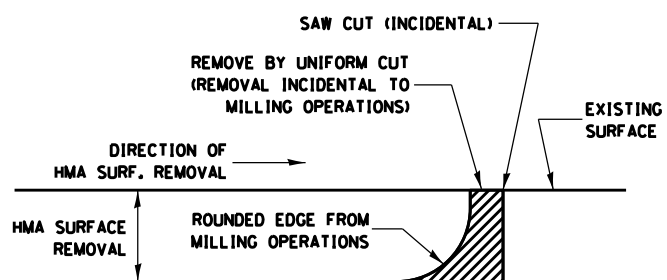 SAW CUT (INCIDENTAL)
REMOVE BY UNIFORM CUT
(REMOVAL INCIDENTAL TO
MILLING OPERATIONS)
EXISTING
SURFACE
DIRECTION OF
HMA SURF. REMOVAL
HMA SURFACE
REMOVAL
ROUNDED EDGE FROM
MILLING OPERATIONS